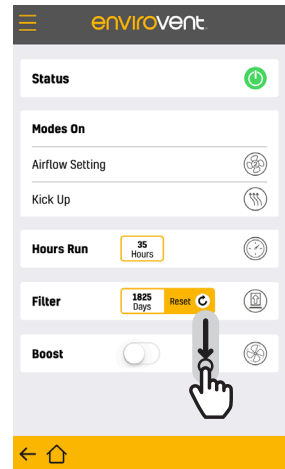 envirovent
Status
Modes On
Airflow Setting
Kick Up
Hours Run
35
Hours
Filter
1825
Days
Reset
Boost